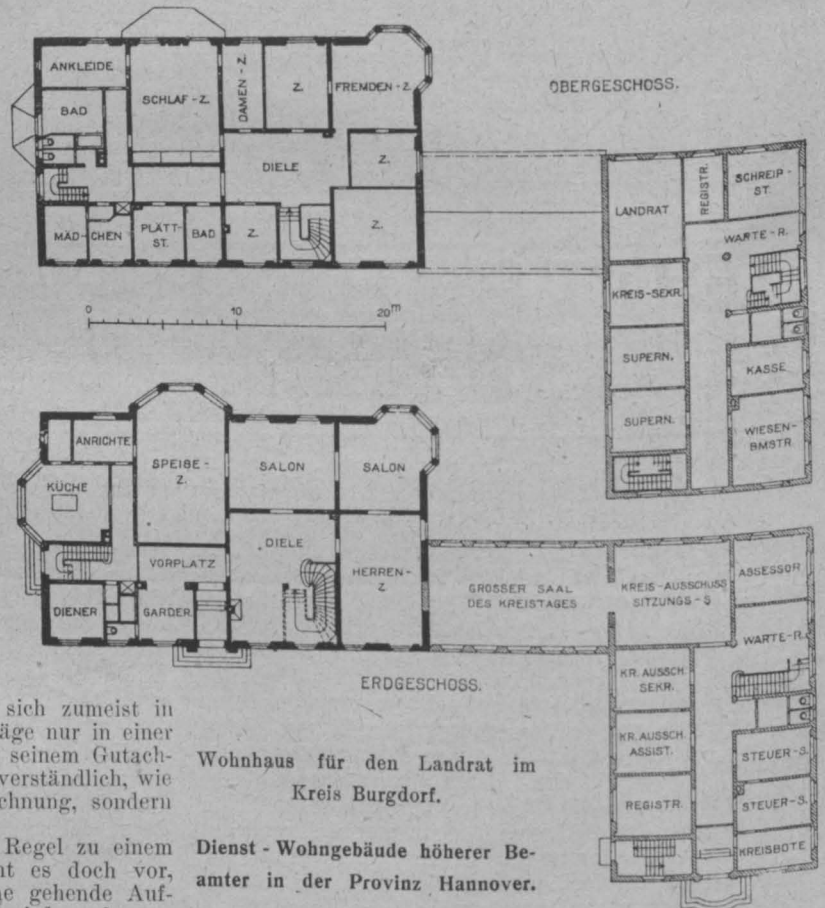 OBERGESCHOSS.
ANKLEIDE
BAD
SCHLAF-Z.
DAMEN-Z.
Z.
FREMDEN-Z.
DIELE
Z.
MÄD-CHEN
PLÄTT-
ST.
BAD
Z.
Z.
LANDRAT
REGISTR.
SCHREIP-
ST.
WARTE-R.
KREIS-SEKR.
SUPERN.
KASSE
SUPERN.
WIESEN-
BMSTR.
0 10 20 m
ANRICHTE
KÜCHE
SPEISE-
Z.
SALON
SALON
VORPLATZ
DIELE
HERREN-
Z.
DIENER
GARDER.
GROSSER SAAL
DES KREISTAGES
KREIS-AUSSCHUSS
SITZUNGS-S
ASSESSOR
WARTE-R.
KR. AUSSCH.
SEKR.
KR. AUSSCH.
ASSIST.
STEUER-S.
REGISTR.
STEUER-S.
KREISBOTE
ERDGESCHOSS.
sich zumeist in
äge nur in einer
seinem Gutach-
verständlich, wie
chnung, sondern
Regel zu einem
nt es doch vor,
ne gehende Auf-
Wohnhaus für den Landrat im
Kreis Burgdorf.
Dienst-Wohngebäude höherer Be-
amter in der Provinz Hannover.